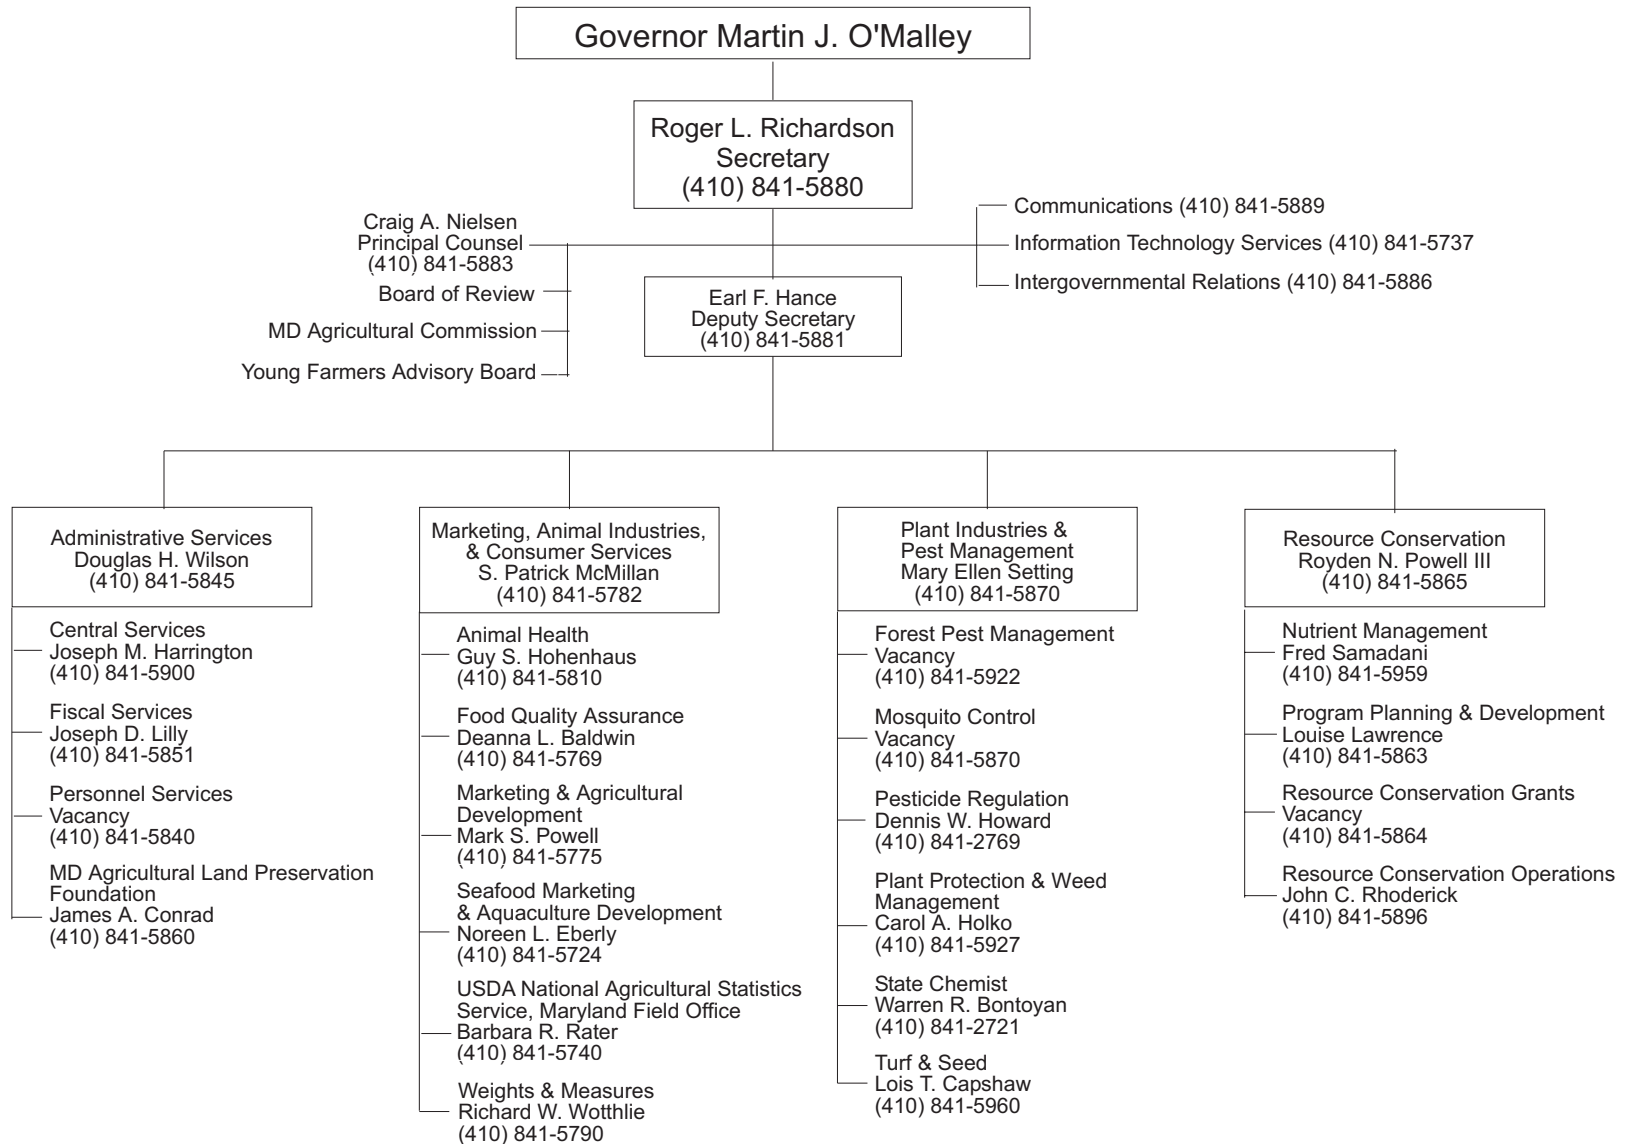 Governor Martin J. O'Malley
Roger L. Richardson
Secretary
(410) 841-5880
Craig A. Nielsen
Principal Counsel
(410) 841-5883
Board of Review
MD Agricultural Commission
Young Farmers Advisory Board
Communications (410) 841-5889
Information Technology Services (410) 841-5737
Intergovernmental Relations (410) 841-5886
Earl F. Hance
Deputy Secretary
(410) 841-5881
Administrative Services
Douglas H. Wilson
(410) 841-5845
Central Services
Joseph M. Harrington
(410) 841-5900
Fiscal Services
Joseph D. Lilly
(410) 841-5851
Personnel Services
Vacancy
(410) 841-5840
MD Agricultural Land Preservation
Foundation
James A. Conrad
(410) 841-5860
Marketing, Animal Industries,
& Consumer Services
S. Patrick McMillan
(410) 841-5782
Animal Health
Guy S. Hohenhaus
(410) 841-5810
Food Quality Assurance
Deanna L. Baldwin
(410) 841-5769
Marketing & Agricultural
Development
Mark S. Powell
(410) 841-5775
Seafood Marketing
& Aquaculture Development
Noreen L. Eberly
(410) 841-5724
USDA National Agricultural Statistics
Service, Maryland Field Office
Barbara R. Rater
(410) 841-5740
Weights & Measures
Richard W. Wotthlie
(410) 841-5790
Plant Industries &
Pest Management
Mary Ellen Setting
(410) 841-5870
Forest Pest Management
Vacancy
(410) 841-5922
Mosquito Control
Vacancy
(410) 841-5870
Pesticide Regulation
Dennis W. Howard
(410) 841-2769
Plant Protection & Weed
Management
Carol A. Holko
(410) 841-5927
State Chemist
Warren R. Bontoyan
(410) 841-2721
Turf & Seed
Lois T. Capshaw
(410) 841-5960
Resource Conservation
Royden N. Powell III
(410) 841-5865
Nutrient Management
Fred Samadani
(410) 841-5959
Program Planning & Development
Louise Lawrence
(410) 841-5863
Resource Conservation Grants
Vacancy
(410) 841-5864
Resource Conservation Operations
John C. Rhoderick
(410) 841-5896